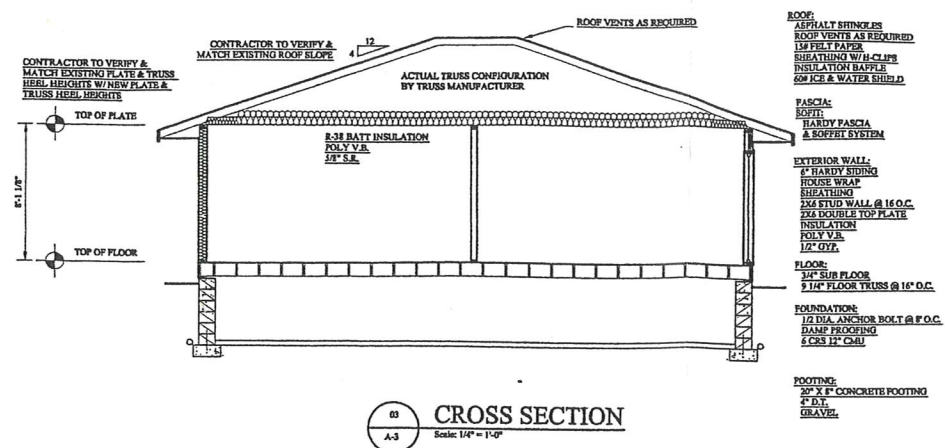 ROOF VENTS AS REQUIRED
12
4
CONTRACTOR TO VERIFY &
MATCH EXISTING ROOF SLOPE
CONTRACTOR TO VERIFY &
MATCH EXISTING PLATE & TRUSS
HEEL HEIGHTS W/ NEW PLATE &
TRUSS HEEL HEIGHTS
ACTUAL TRUSS CONFIGURATION
BY TRUSS MANUFACTURER
TOP OF PLATE
R-38 BATT INSULATION
POLY V.B.
5/8" S.R.
8'-1 1/8"
TOP OF FLOOR
ROOF:
ASPHALT SHINGLES
ROOF VENTS AS REQUIRED
15# FELT PAPER
SHEATHING W/ H-CLIPS
INSULATION BAFFLE
60# ICE & WATER SHIELD
FASCIA:
SOFIT:
HARDY FASCIA
& SOFFET SYSTEM
EXTERIOR WALL:
6" HARDY SIDING
HOUSE WRAP
SHEATHING
2X6 STUD WALL @ 16 O.C.
2X6 DOUBLE TOP PLATE
INSULATION
POLY V.B.
1/2" GYP.
FLOOR:
3/4" SUB FLOOR
9 1/4" FLOOR TRUSS @ 16" O.C.
FOUNDATION:
1/2 DIA. ANCHOR BOLT @ 8' O.C.
DAMP PROOFING
6 CRS 12" CMU
FOOTING:
20" X 8" CONCRETE FOOTING
4" D.T.
GRAVEL
03
A-3
CROSS SECTION
Scale: 1/4" = 1'-0"